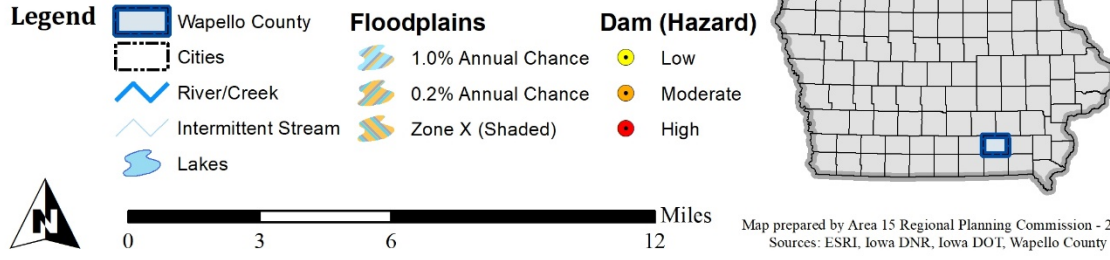 Legend
Wapello County
Cities
River/Creek
Intermittent Stream
Lakes
Floodplains
1.0% Annual Chance
0.2% Annual Chance
Zone X (Shaded)
Dam (Hazard)
Low
Moderate
High
N
Miles
0 3 6 12
Map prepared by Area 15 Regional Planning Commission - 2
Sources: ESRI, Iowa DNR, Iowa DOT, Wapello County